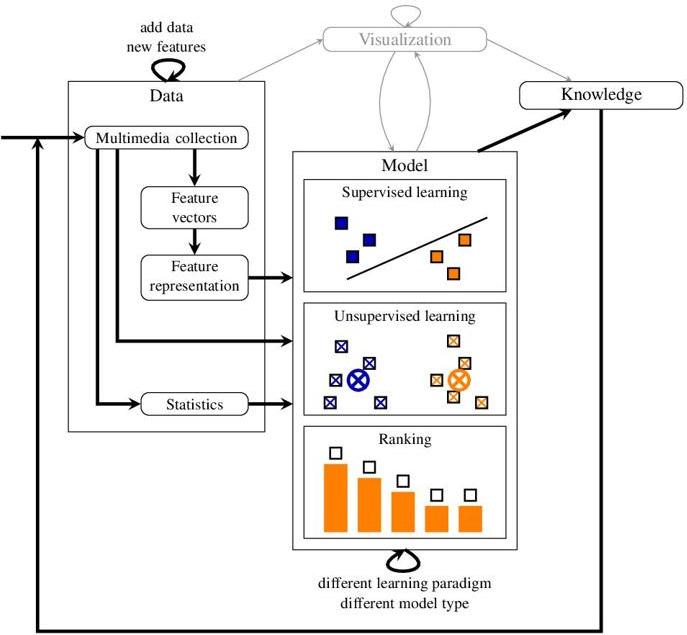 add data
new features
Visualization
Data
Knowledge
Multimedia collection
Model
Supervised learning
Feature
vectors
Feature
representation
Unsupervised learning
Statistics
Ranking
different learning paradigm
different model type